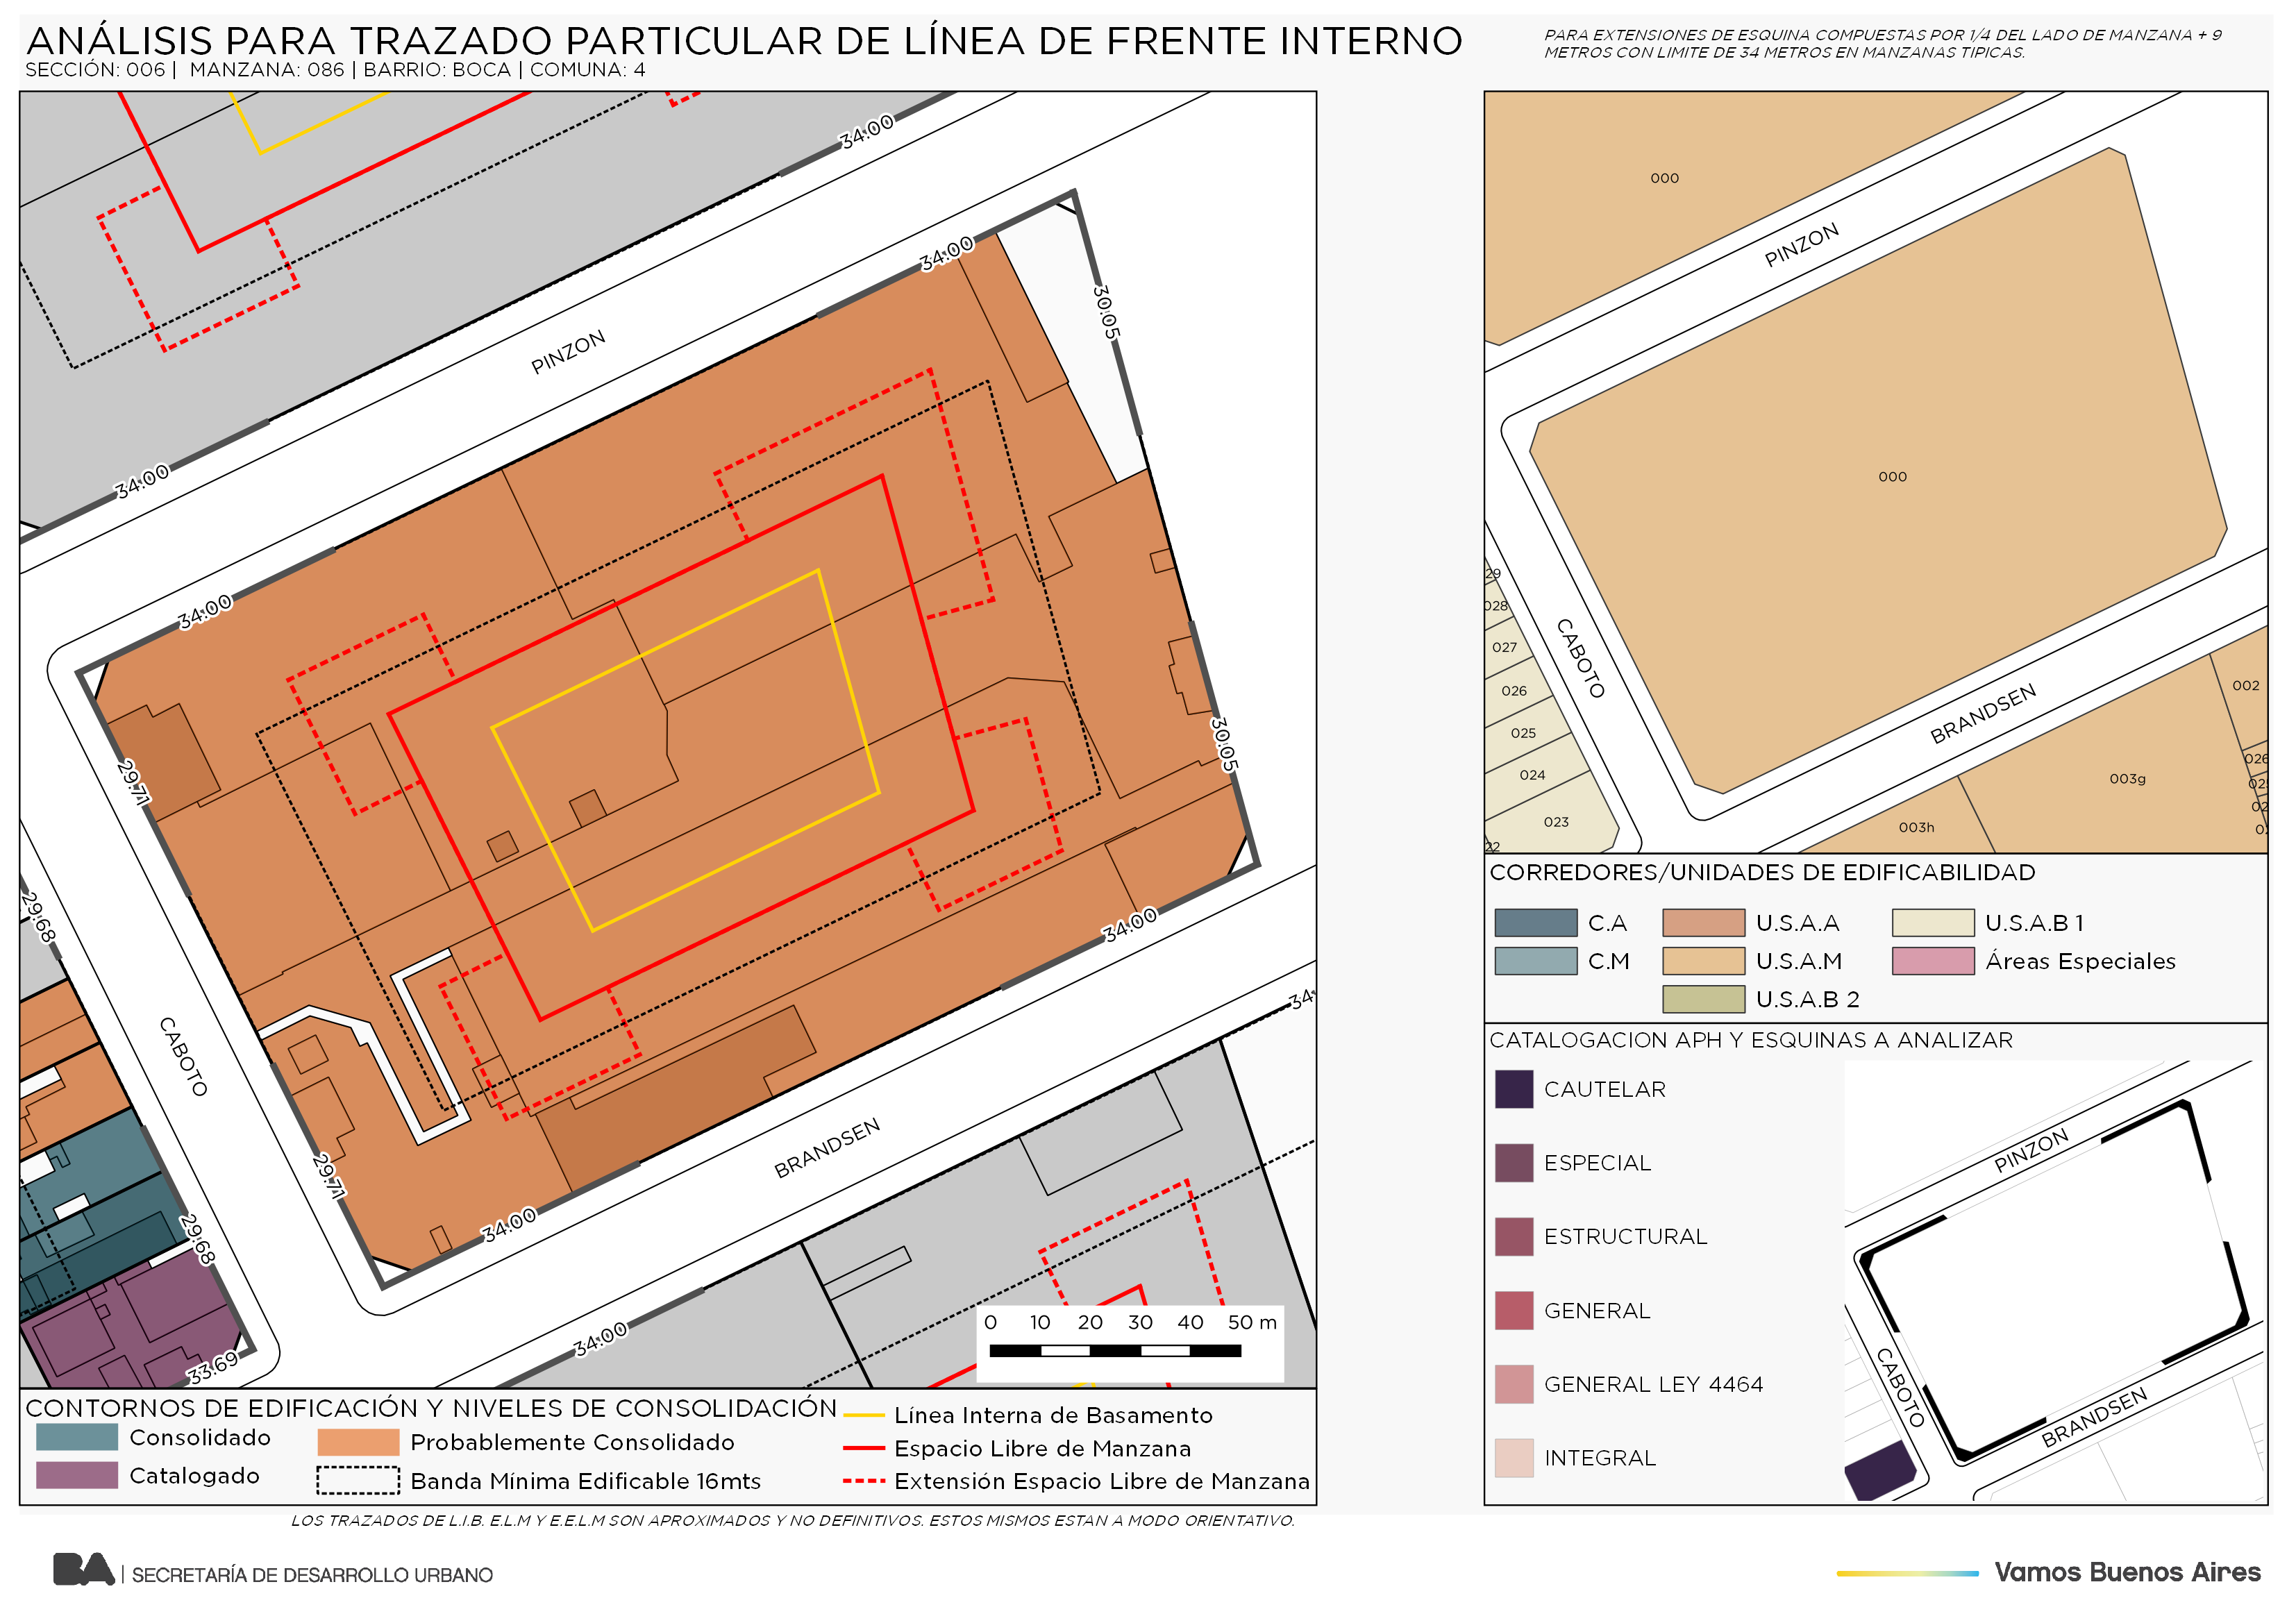 ANÁLISIS PARA TRAZADO PARTICULAR DE LÍNEA DE FRENTE INTERNO
SECCIÓN: 006 | MANZANA: 086 | BARRIO: BOCA | COMUNA: 4
PARA EXTENSIONES DE ESQUINA COMPUESTAS POR 1/4 DEL LADO DE MANZANA + 9
METROS CON LIMITE DE 34 METROS EN MANZANAS TIPICAS.
34.00
34.00
30.05
PINZON
34.00
34.00
29.71
30.05
29.68
34.00
CABOTO
BRANDSEN
29.71
34.00
29.68
34.00
33.69
0 10 20 30 40 50 m
CONTORNOS DE EDIFICACIÓN Y NIVELES DE CONSOLIDACIÓN
Consolidado
Catalogado
Probablemente Consolidado
Banda Mínima Edificable 16mts
Línea Interna de Basamento
Espacio Libre de Manzana
Extensión Espacio Libre de Manzana
000
PINZON
000
29
028
027
026
025
024
023
22
CABOTO
BRANDSEN
002
003g
003h
026
CORREDORES/UNIDADES DE EDIFICABILIDAD
C.A
C.M
U.S.A.A
U.S.A.M
U.S.A.B 2
U.S.A.B 1
Áreas Especiales
CATALOGACION APH Y ESQUINAS A ANALIZAR
CAUTELAR
ESPECIAL
ESTRUCTURAL
GENERAL
GENERAL LEY 4464
INTEGRAL
PINZON
CABOTO
BRANDSEN
LOS TRAZADOS DE L.I.B. E.L.M Y E.E.L.M SON APROXIMADOS Y NO DEFINITIVOS. ESTOS MISMOS ESTAN A MODO ORIENTATIVO.
BA | SECRETARÍA DE DESARROLLO URBANO
Vamos Buenos Aires